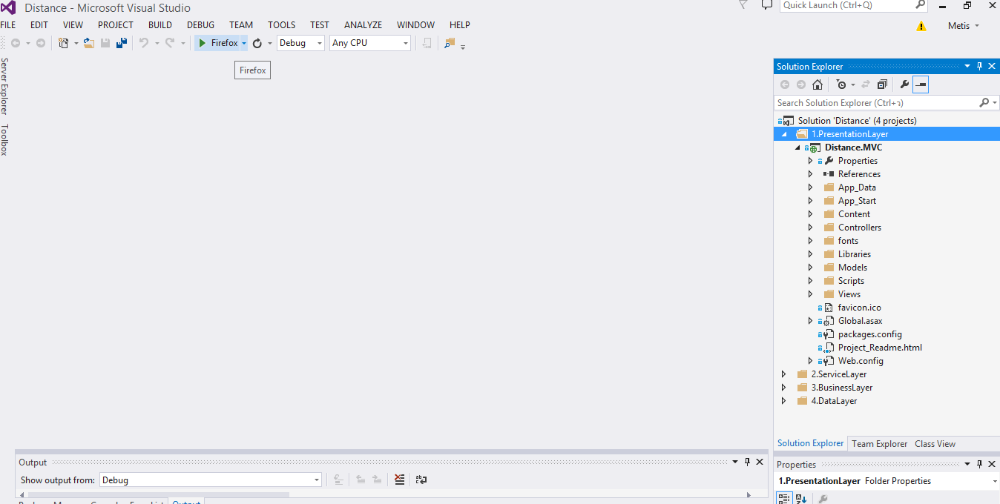 Distance - Microsoft Visual Studio
Quick Launch (Ctrl+Q)
FILE EDIT VIEW PROJECT BUILD DEBUG TEAM TOOLS TEST ANALYZE WINDOW HELP
Metis
Firefox Debug Any CPU
Firefox
Server Explorer
Toolbox
Solution Explorer
Search Solution Explorer (Ctrl+ד)
Solution 'Distance' (4 projects)
1.PresentationLayer
Distance.MVC
Properties
References
App_Data
App_Start
Content
Controllers
fonts
Libraries
Models
Scripts
Views
favicon.ico
Global.asax
packages.config
Project_Readme.html
Web.config
2.ServiceLayer
3.BusinessLayer
4.DataLayer
Solution Explorer Team Explorer Class View
Output
Show output from: Debug
Output
Properties
1.PresentationLayer Folder Properties